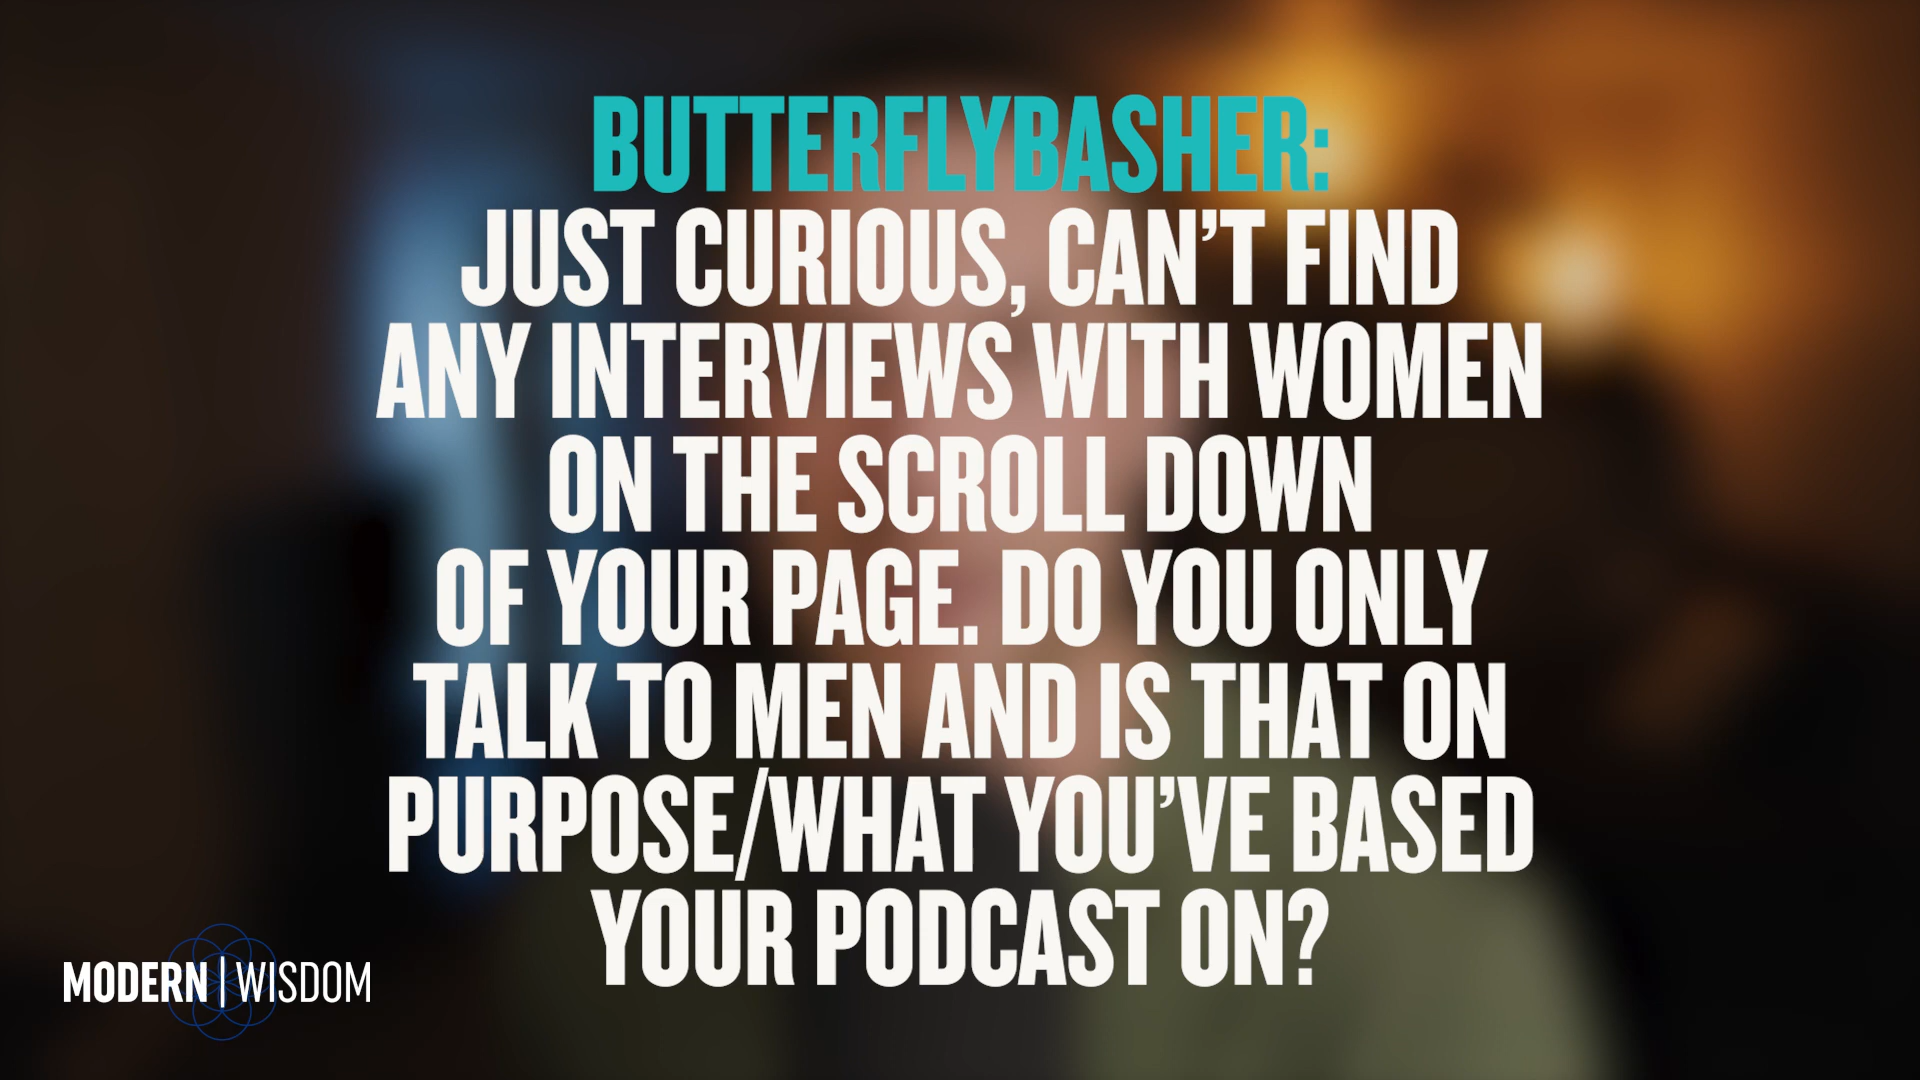 BUTTERFLYBASHER:
JUST CURIOUS, CAN'T FIND
ANY INTERVIEWS WITH WOMEN
ON THE SCROLL DOWN
OF YOUR PAGE. DO YOU ONLY
TALK TO MEN AND IS THAT ON
PURPOSE/WHAT YOU'VE BASED
YOUR PODCAST ON?
MODERN|WISDOM